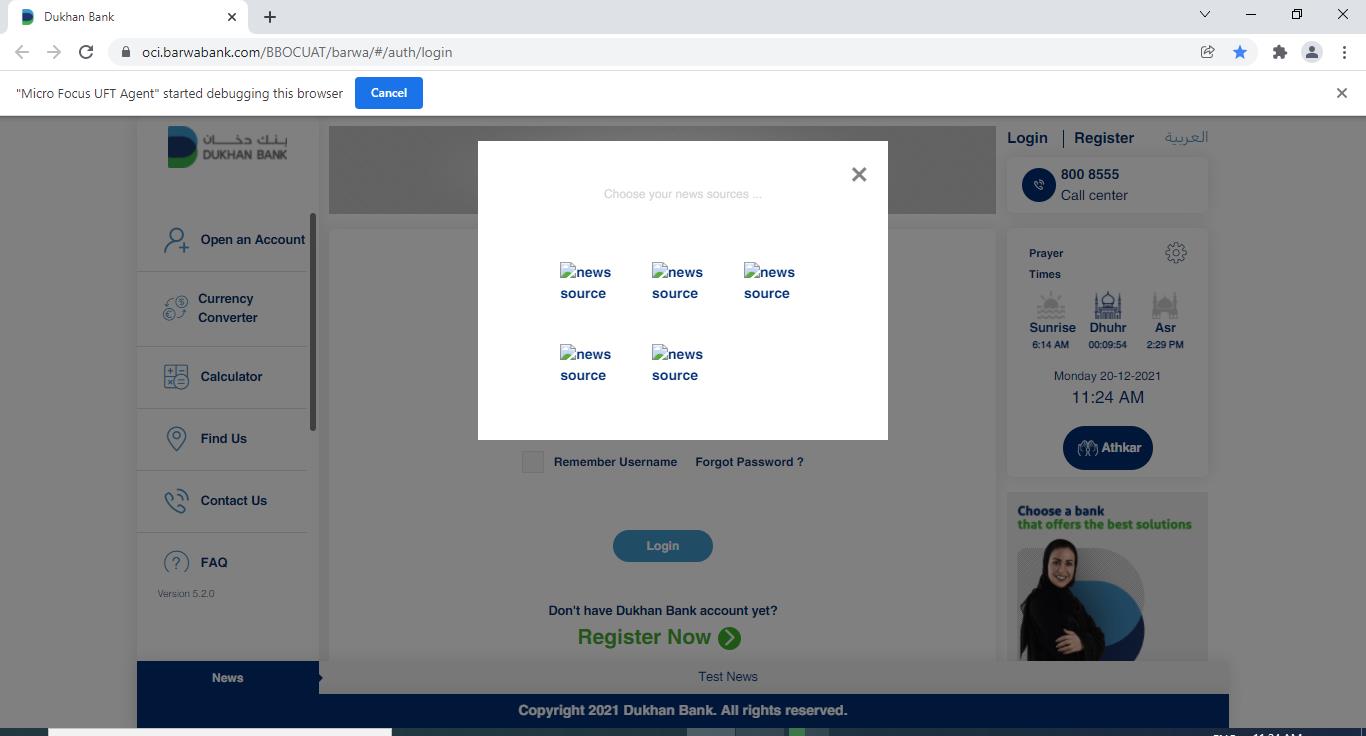 Dukhan Bank
oci.barwabank.com/BBOCUAT/barwa/#/auth/login
"Micro Focus UFT Agent" started debugging this browser
Cancel
بنك دخان
DUKHAN BANK
Open an Account
Currency
Converter
Calculator
Find Us
Contact Us
FAQ
Version 5.2.0
Choose your news sources ...
news source
news source
news source
news source
news source
Remember Username
Forgot Password ?
Login
Don't have Dukhan Bank account yet?
Register Now
Login
Register
العربية
800 8555
Call center
Prayer
Times
Sunrise Dhuhr Asr
6:14 AM 00:09:54 2:29 PM
Monday 20-12-2021
11:24 AM
Athkar
Choose a bank
that offers the best solutions
News
Test News
Copyright 2021 Dukhan Bank. All rights reserved.